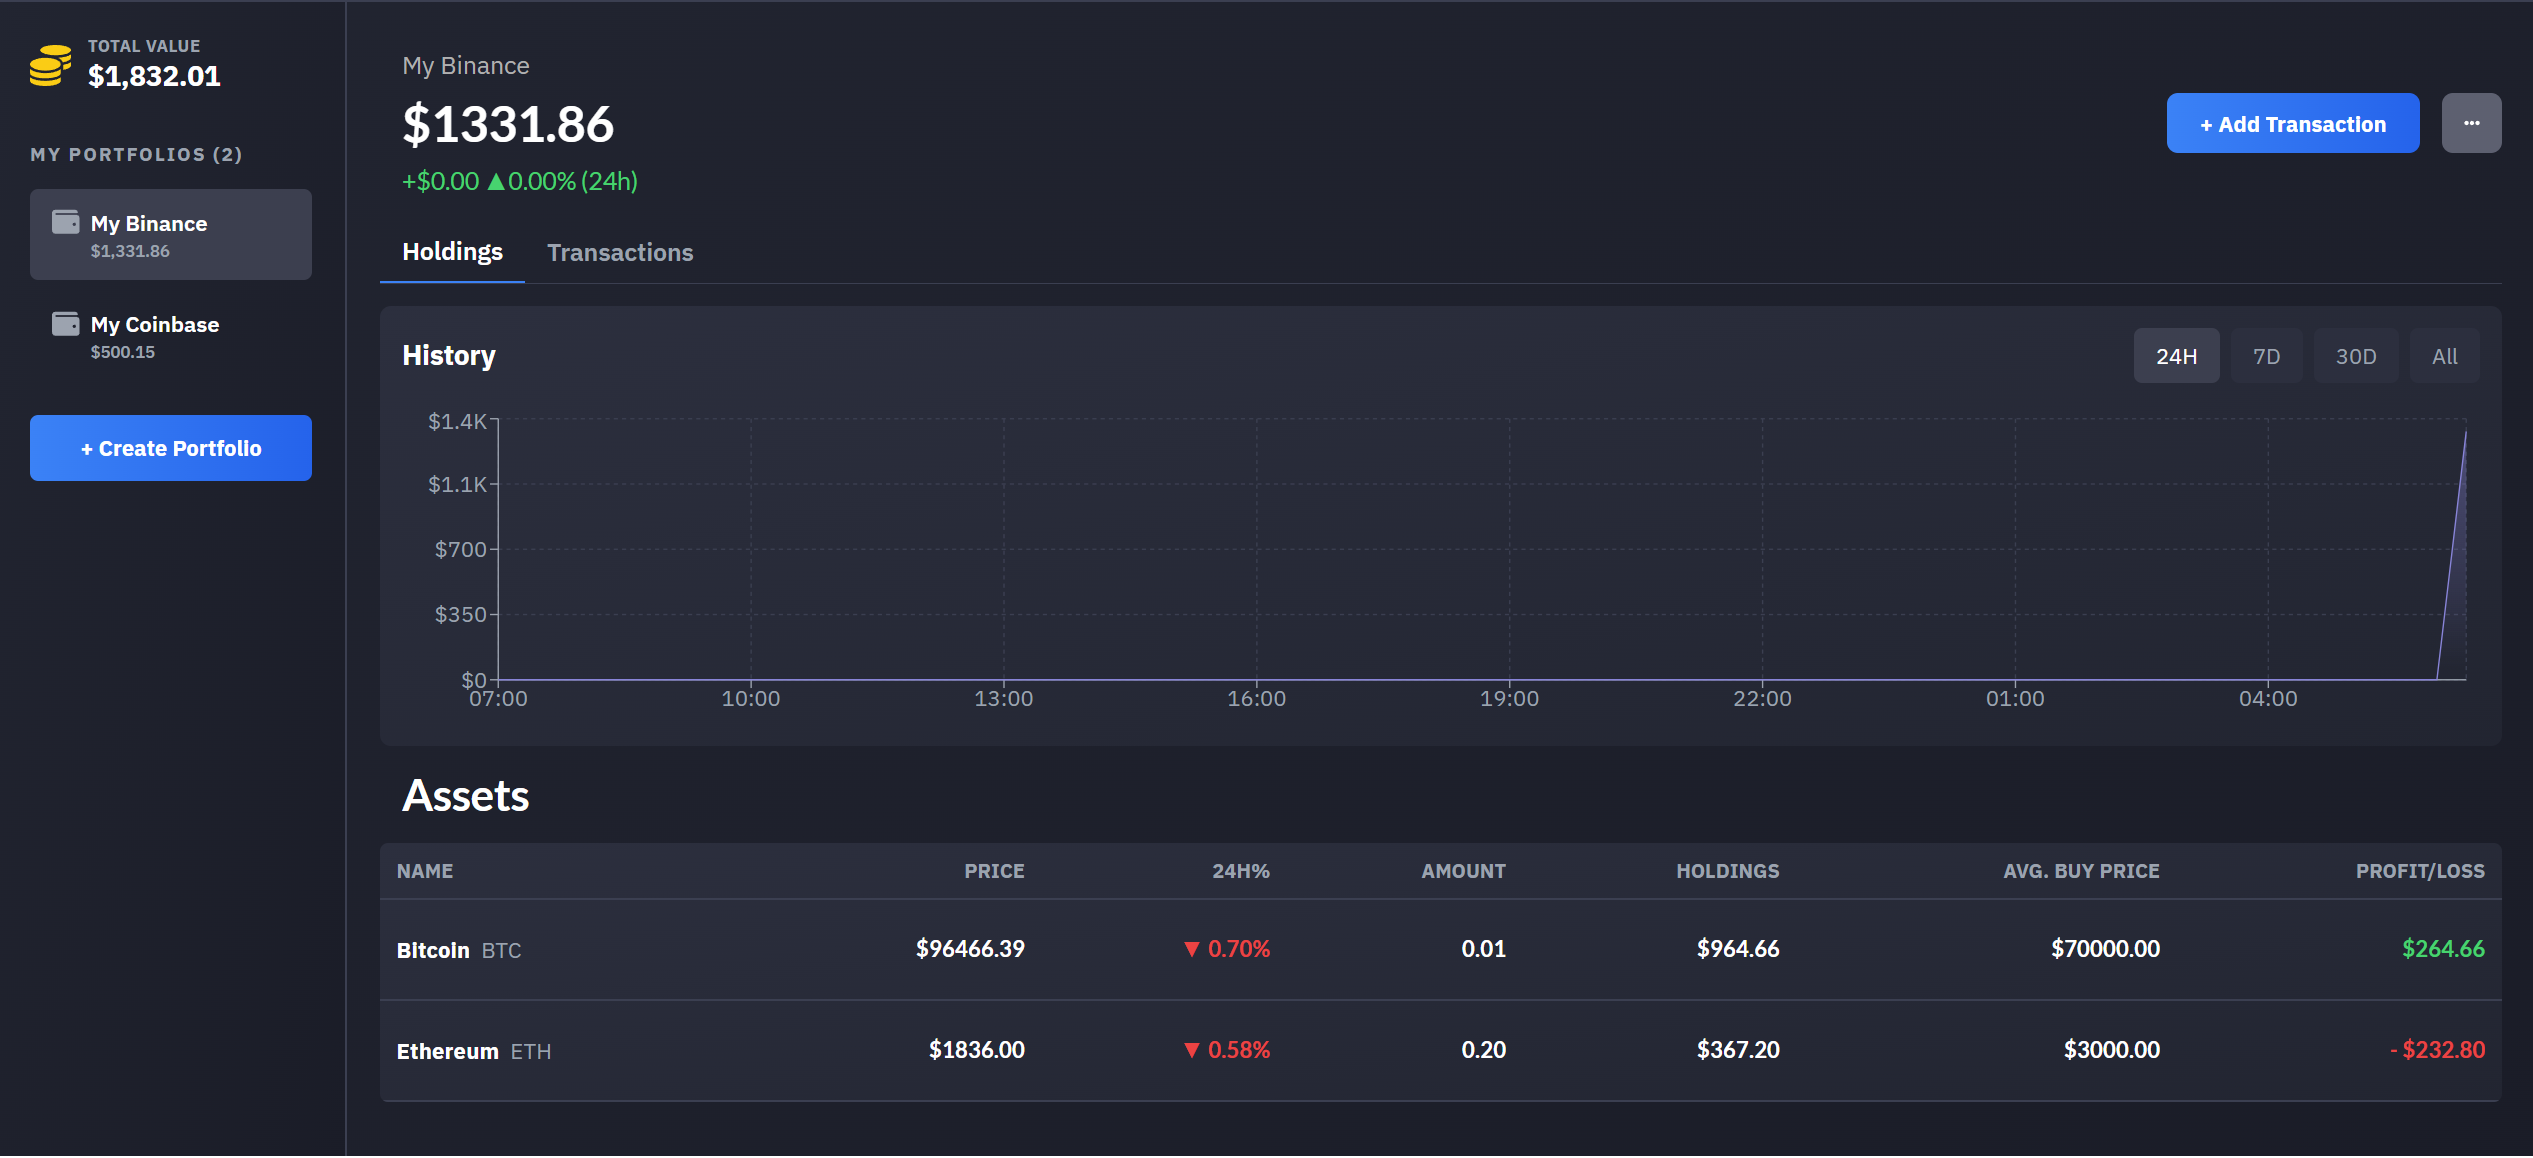 TOTAL VALUE
$1,832.01
MY PORTFOLIOS (2)
My Binance
$1,331.86
My Coinbase
$500.15
+ Create Portfolio
My Binance
$1331.86
+$0.00 ▲0.00% (24h)
+ Add Transaction
···
Holdings Transactions
History
24H 7D 30D All
$1.4K
$1.1K
$700
$350
$0
07:00 10:00 13:00 16:00 19:00 22:00 01:00 04:00
Assets
NAME PRICE 24H% AMOUNT HOLDINGS AVG. BUY PRICE PROFIT/LOSS
Bitcoin BTC $96466.39 ▼ 0.70% 0.01 $964.66 $70000.00 $264.66
Ethereum ETH $1836.00 ▼ 0.58% 0.20 $367.20 $3000.00 - $232.80